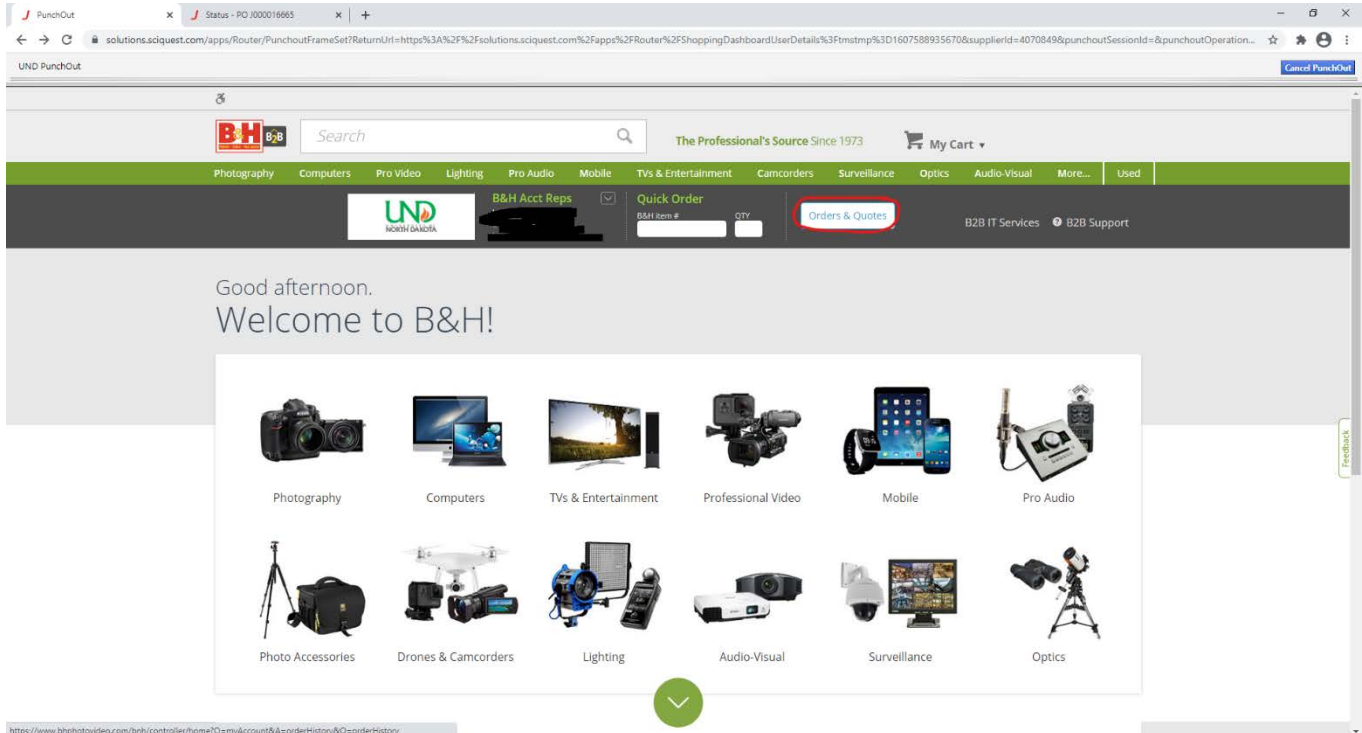 PunchOut
Status - PO J000016665
solutions.sciquest.com/apps/Router/PunchoutFrameSet?ReturnUrl=https%3A%2F%2Fsolutions.sciquest.com%2Fapps%2FRouter%2FShoppingDashboardUserDetails%3Ftmstmp%3D1607588935670&supplierId=4070849&punchoutSessionId=&punchoutOperation...
UND PunchOut
Cancel PunchOut
B&H B2B
Search
The Professional's Source Since 1973
My Cart
Photography Computers Pro Video Lighting Pro Audio Mobile TVs & Entertainment Camcorders Surveillance Optics Audio-Visual More... Used
UND
NORTH DAKOTA
B&H Acct Reps
Quick Order
B&H Item # QTY
Orders & Quotes
B2B IT Services B2B Support
Good afternoon.
Welcome to B&H!
Feedback
Photography Computers TVs & Entertainment Professional Video Mobile Pro Audio
Photo Accessories Drones & Camcorders Lighting Audio-Visual Surveillance Optics
https://www.bhphotovideo.com/bnh/controller/home?O=myAccount&A=orderHistory&Q=orderHistory